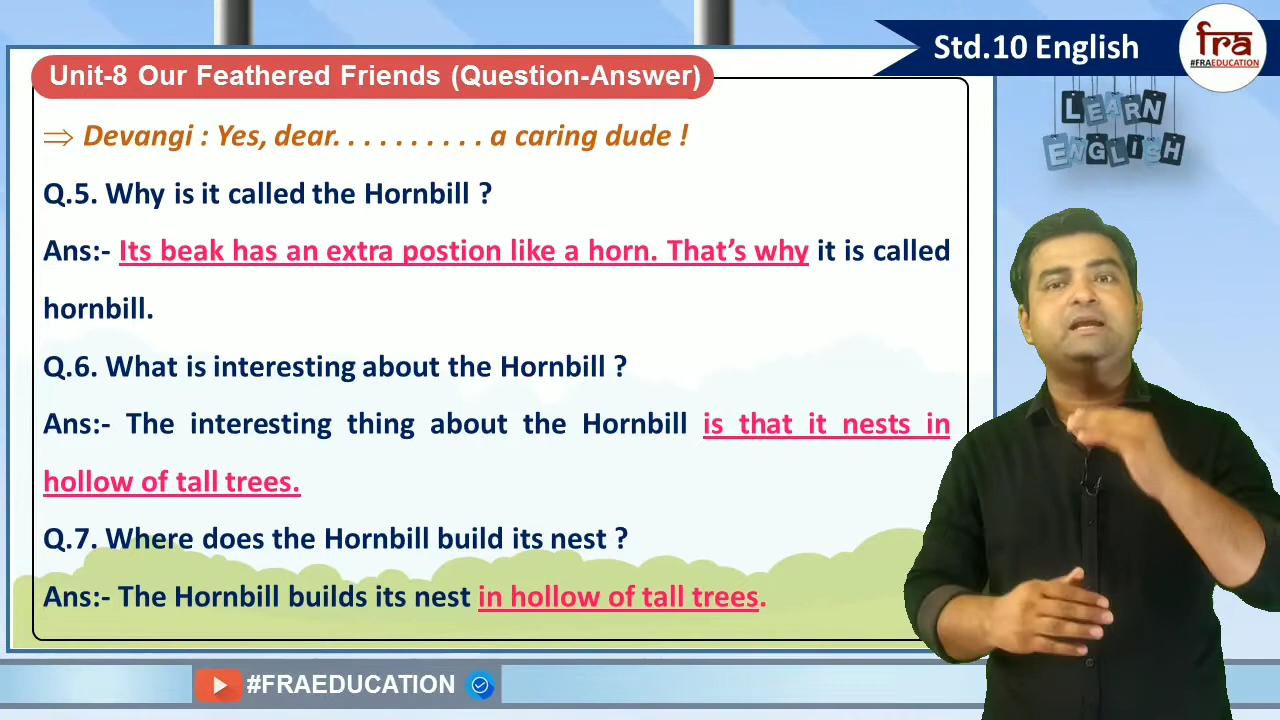 Std.10 English
fra
#FRAEDUCATION
Unit-8 Our Feathered Friends (Question-Answer)
LEARN
ENGLISH
⇒ Devangi : Yes, dear. . . . . . . . . . a caring dude !
Q.5. Why is it called the Hornbill ?
Ans:- Its beak has an extra postion like a horn. That’s why it is called
hornbill.
Q.6. What is interesting about the Hornbill ?
Ans:- The interesting thing about the Hornbill is that it nests in
hollow of tall trees.
Q.7. Where does the Hornbill build its nest ?
Ans:- The Hornbill builds its nest in hollow of tall trees.
#FRAEDUCATION